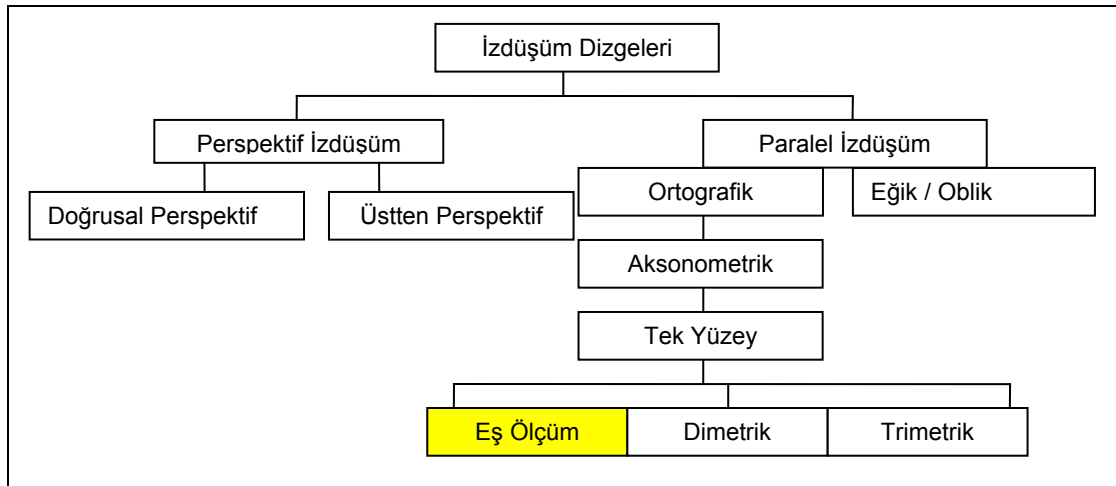 İzdüşüm Dizgeleri
Perspektif İzdüşüm
Paralel İzdüşüm
Doğrusal Perspektif
Üstten Perspektif
Ortografik
Eğik / Oblik
Aksonometrik
Tek Yüzey
Eş Ölçüm
Dimetrik
Trimetrik